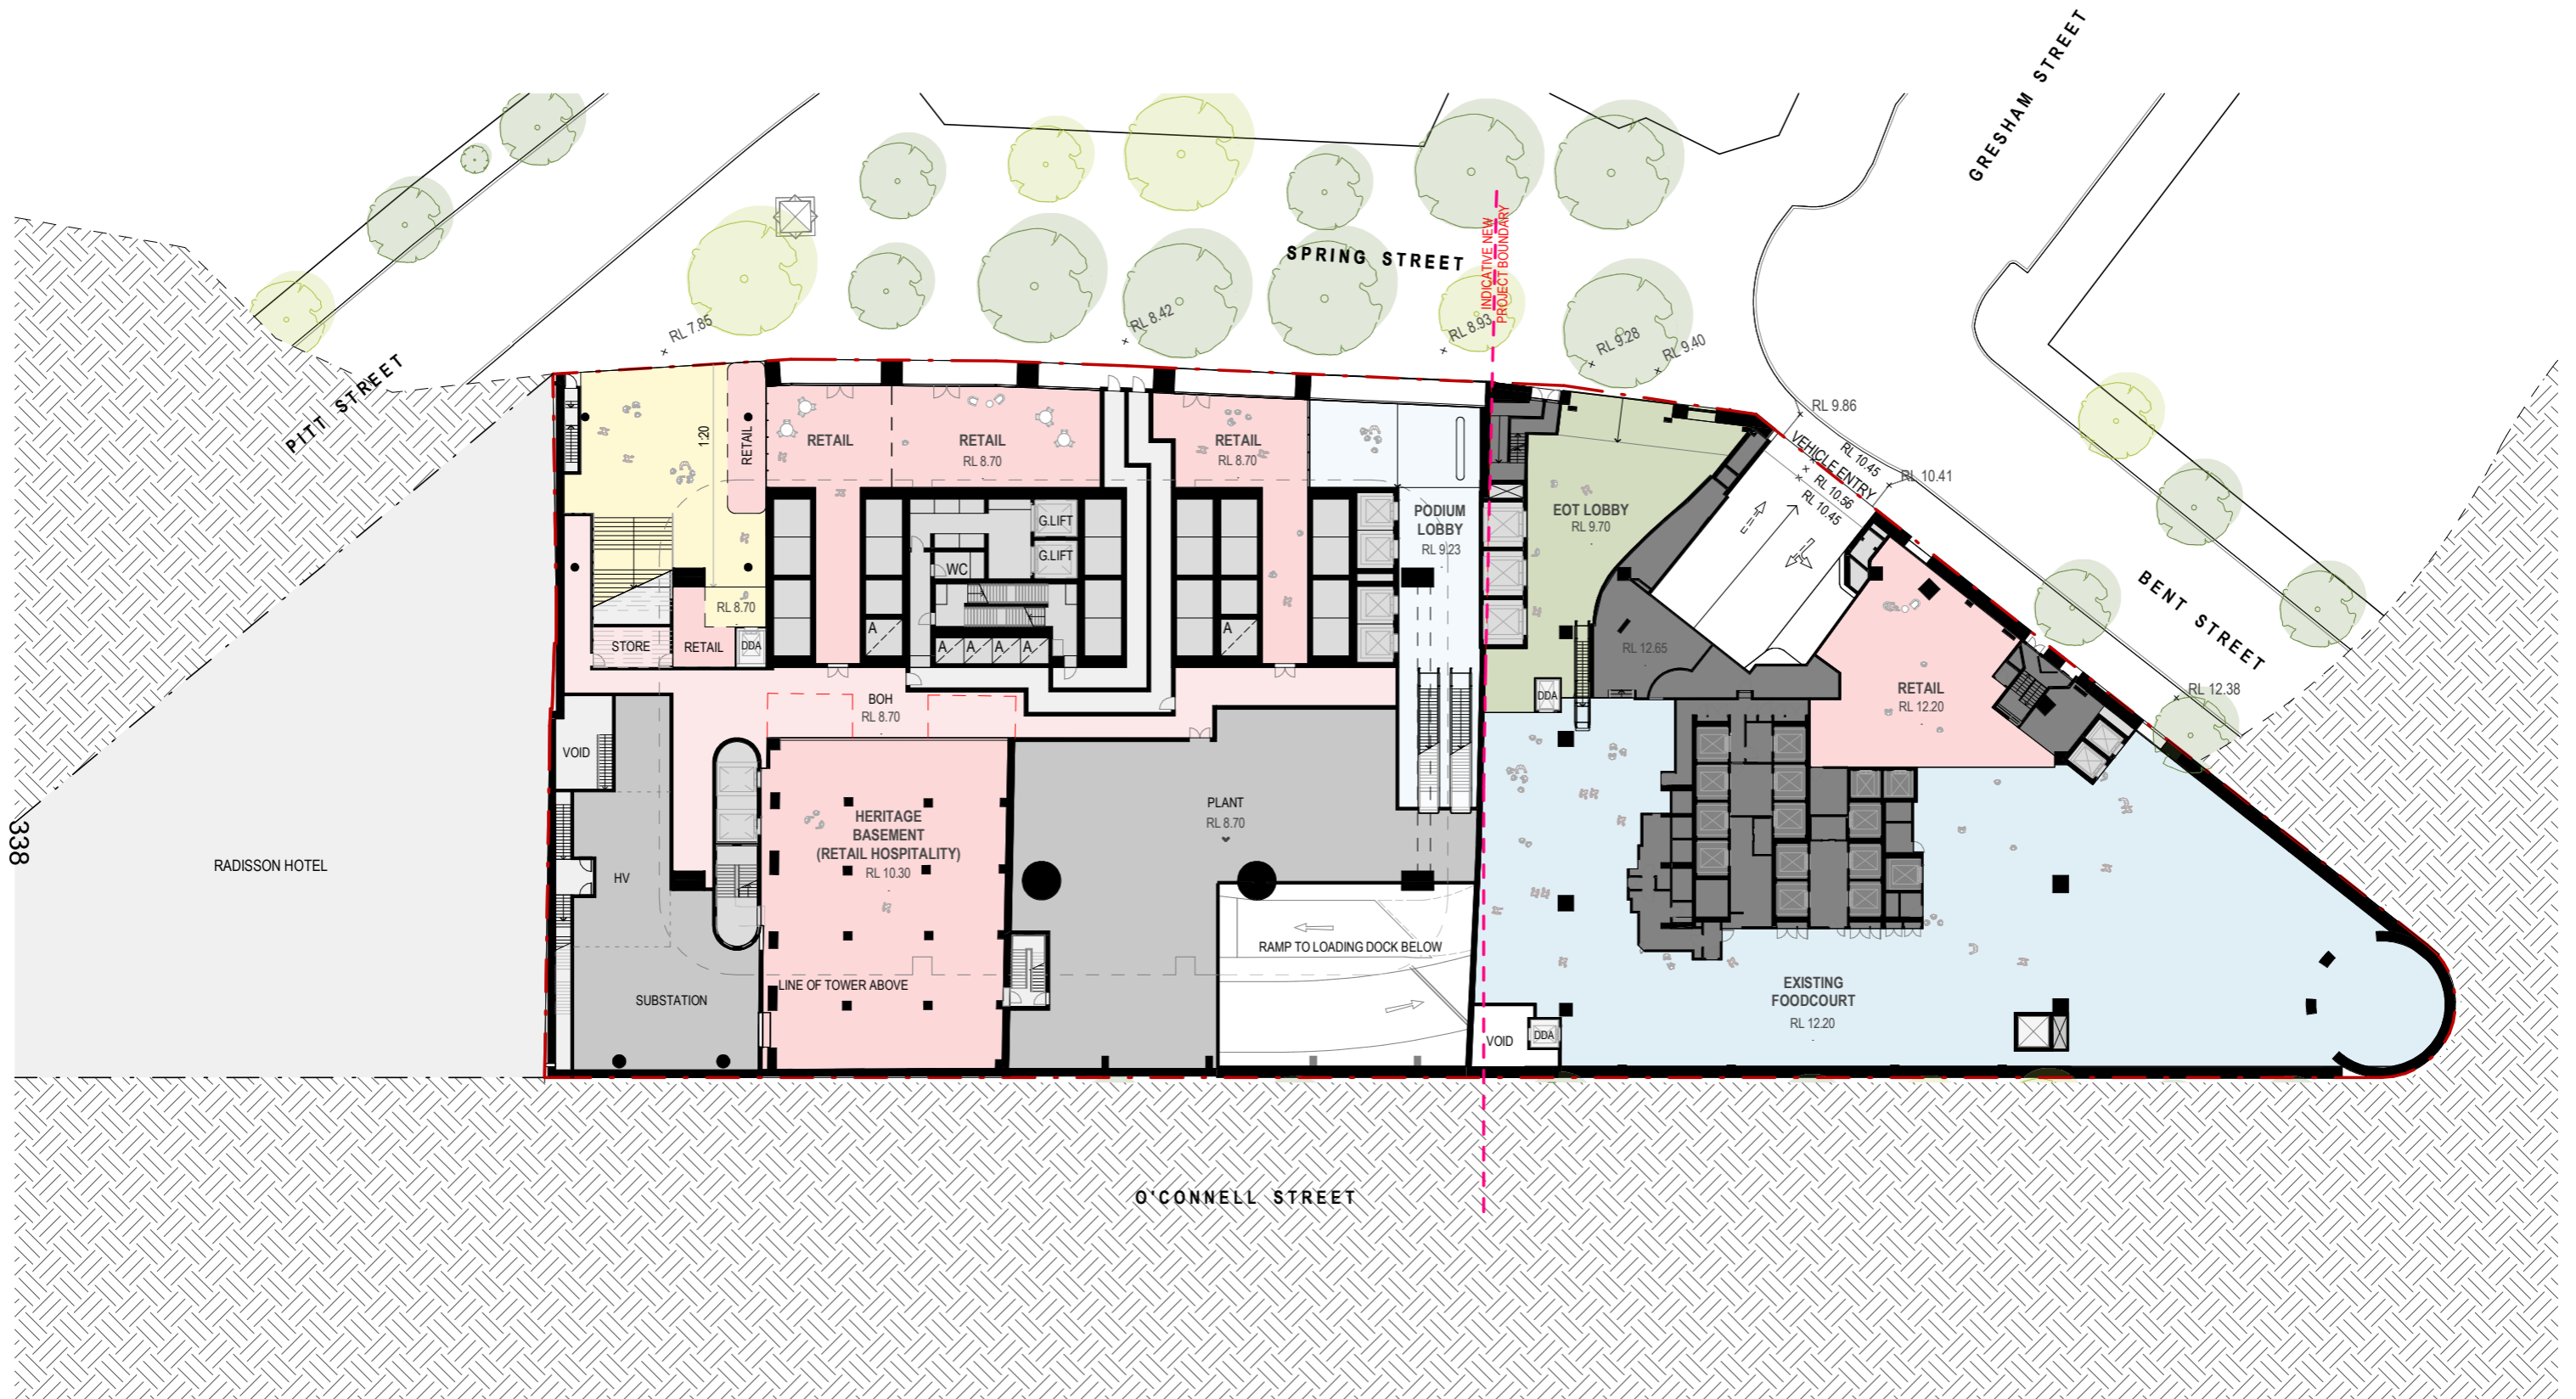 GRESHAM STREET
SPRING STREET
INDICATIVE NEW
PROJECT BOUNDARY
RL 7.85
RL 8.42
RL 8.93
RL 9.28
RL 9.40
PITT STREET
RL 9.86
VEHICLE ENTRY
RL 10.45
RL 10.56
RL 10.45
RL 10.41
1:20
RETAIL
RETAIL
RETAIL
RL 8.70
RETAIL
RL 8.70
G.LIFT
G.LIFT
WC
PODIUM
LOBBY
RL 9.23
EOT LOBBY
RL 9.70
BENT STREET
RL 8.70
STORE
RETAIL
DDA
A
A
A
A
A
A
RL 12.65
DDA
RETAIL
RL 12.20
RL 12.38
BOH
RL 8.70
VOID
HERITAGE
BASEMENT
(RETAIL HOSPITALITY)
RL 10.30
PLANT
RL 8.70
338
RADISSON HOTEL
HV
RAMP TO LOADING DOCK BELOW
LINE OF TOWER ABOVE
SUBSTATION
EXISTING
FOODCOURT
RL 12.20
VOID
DDA
O'CONNELL STREET